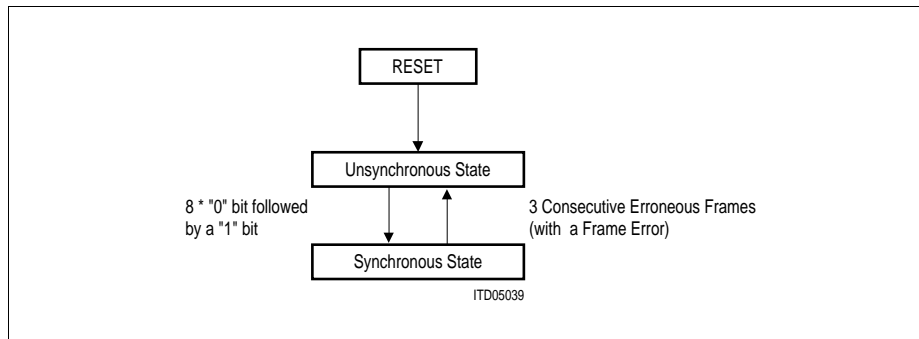 RESET
Unsynchronous State
8 * "0" bit followed
by a "1" bit
3 Consecutive Erroneous Frames
(with a Frame Error)
Synchronous State
ITD05039